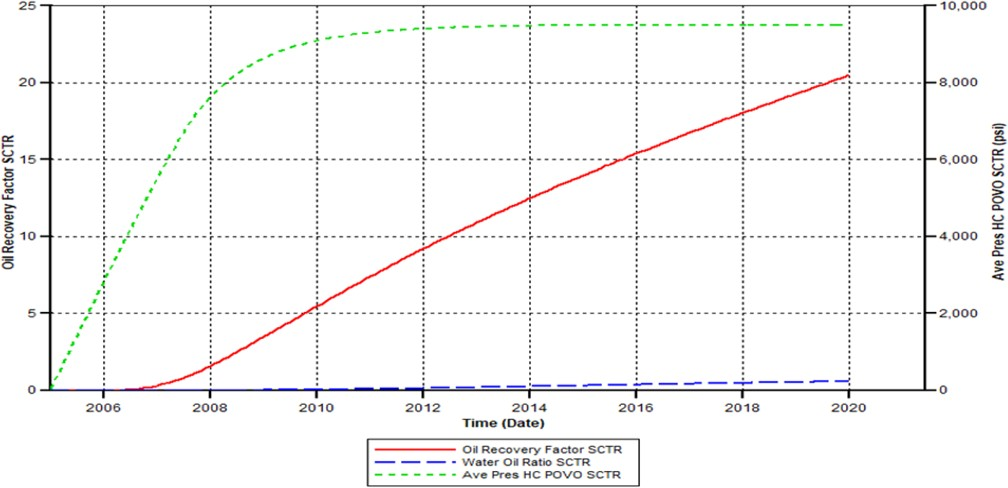 25
20
15
10
5
0
Oil Recovery Factor SCTR
10,000
8,000
6,000
4,000
2,000
0
Ave Pres HC POVO SCTR (psi)
2006 2008 2010 2012 2014 2016 2018 2020
Time (Date)
Oil Recovery Factor SCTR
Water Oil Ratio SCTR
Ave Pres HC POVO SCTR